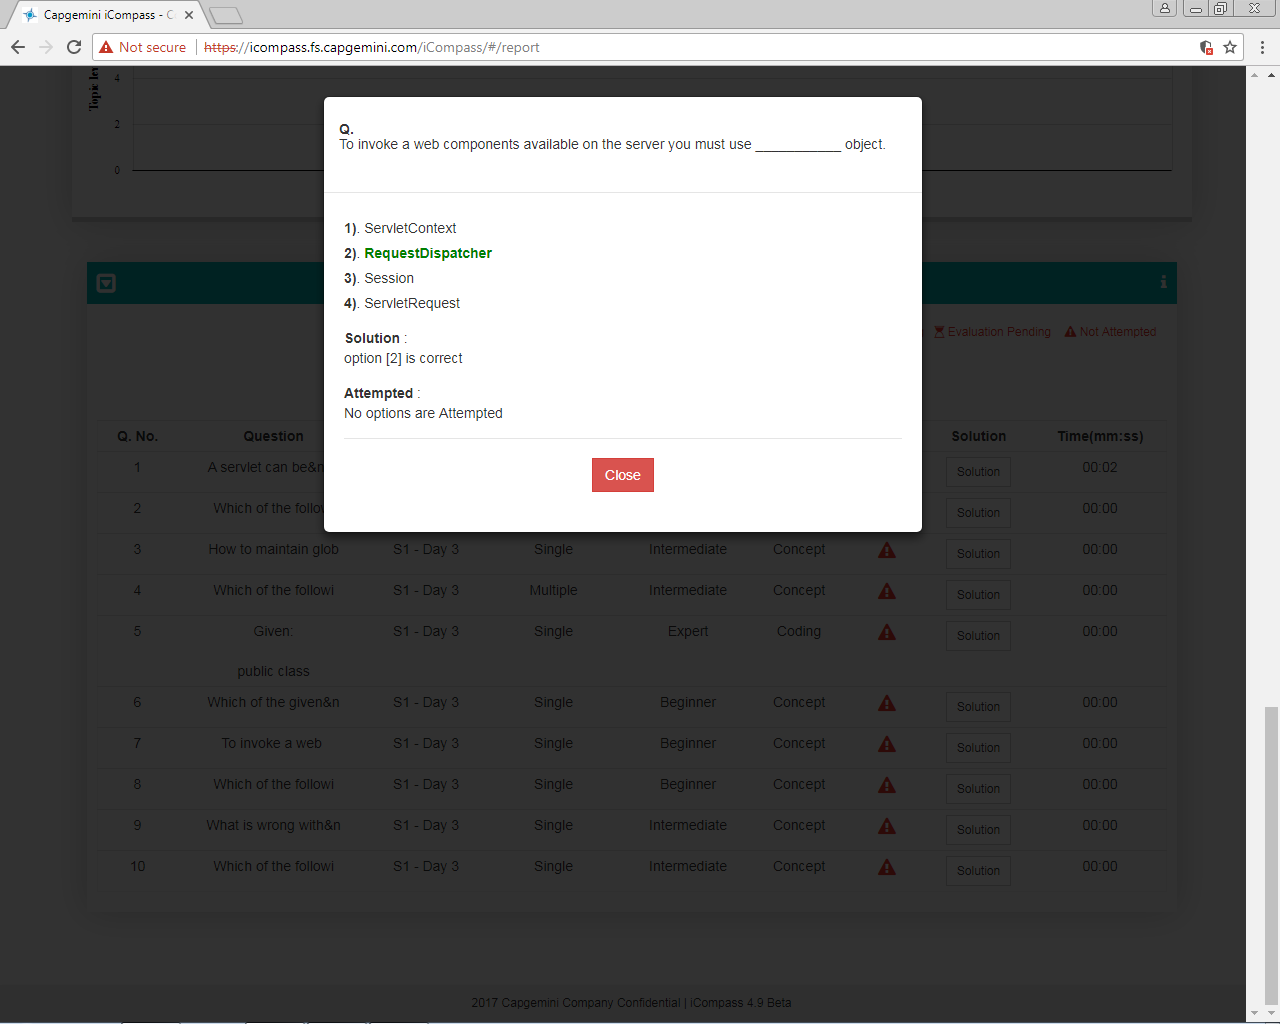 Capgemini iCompass - C
Not secure
https://icompass.fs.capgemini.com/iCompass/#/report
4
2
0
Q.
To invoke a web components available on the server you must use ___________ object.
1). ServletContext
2). RequestDispatcher
3). Session
4). ServletRequest
Solution :
option [2] is correct
Attempted :
No options are Attempted
Close
Evaluation Pending Not Attempted
Q. No. Question Solution Time(mm:ss)
1 A servlet can be&n Solution 00:02
2 Which of the follow Solution 00:00
3 How to maintain glob S1 - Day 3 Single Intermediate Concept Solution 00:00
4 Which of the followi S1 - Day 3 Multiple Intermediate Concept Solution 00:00
5 Given: S1 - Day 3 Single Expert Coding Solution 00:00
public class
6 Which of the given&n S1 - Day 3 Single Beginner Concept Solution 00:00
7 To invoke a web S1 - Day 3 Single Beginner Concept Solution 00:00
8 Which of the followi S1 - Day 3 Single Beginner Concept Solution 00:00
9 What is wrong with&n S1 - Day 3 Single Intermediate Concept Solution 00:00
10 Which of the followi S1 - Day 3 Single Intermediate Concept Solution 00:00
2017 Capgemini Company Confidential | iCompass 4.9 Beta